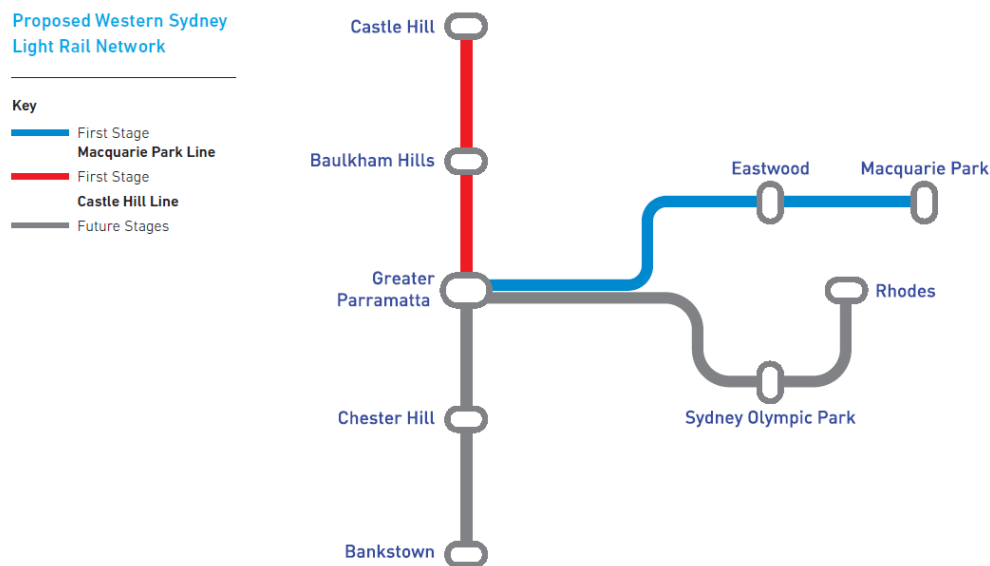 Proposed Western Sydney
Light Rail Network
Key
First Stage
Macquarie Park Line
First Stage
Castle Hill Line
Future Stages
Castle Hill
Baulkham Hills
Eastwood
Macquarie Park
Greater
Parramatta
Rhodes
Chester Hill
Sydney Olympic Park
Bankstown